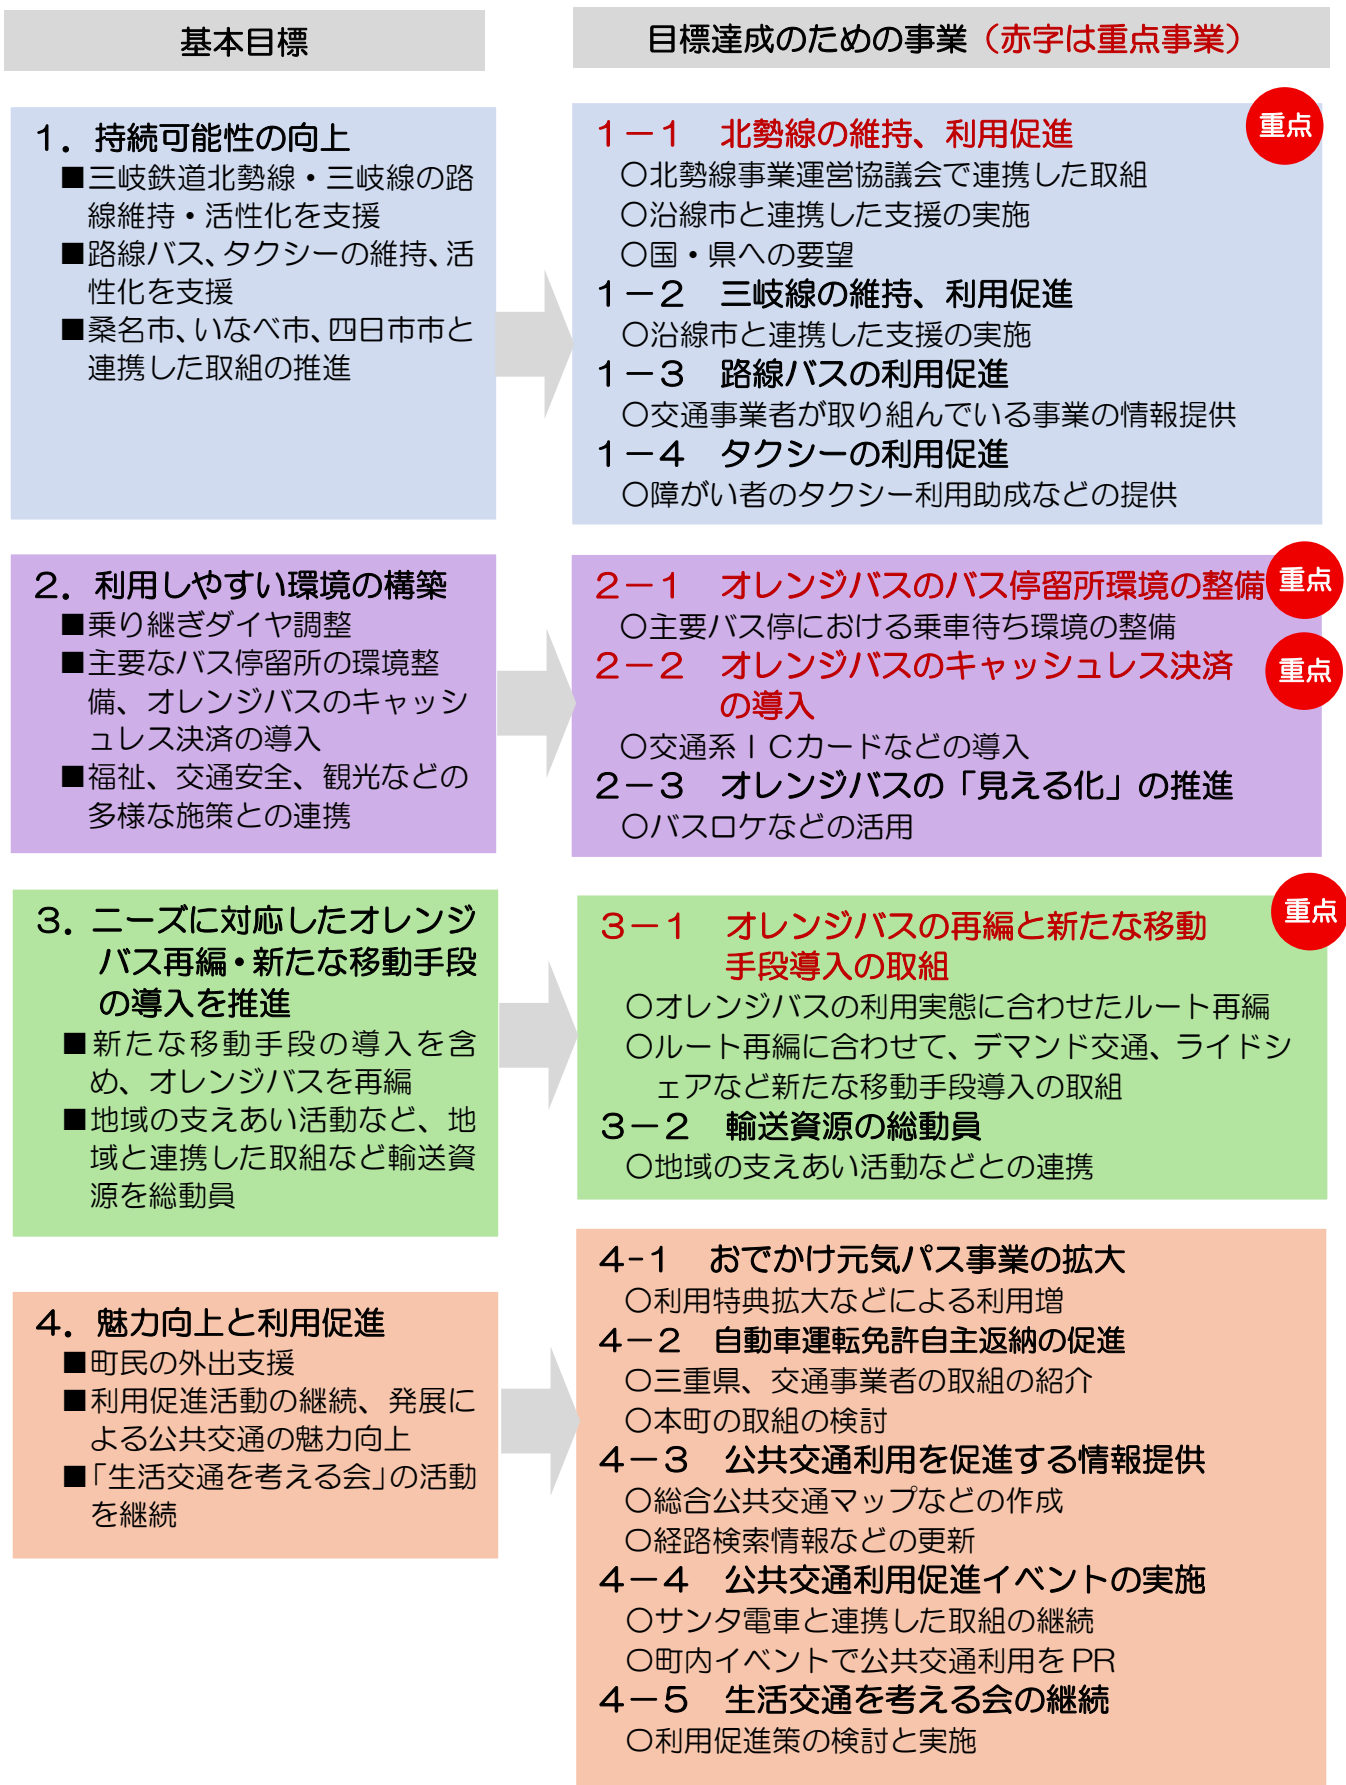 基本目標
目標達成のための事業（赤字は重点事業）
１．持続可能性の向上
■三岐鉄道北勢線・三岐線の路
線維持・活性化を支援
■路線バス、タクシーの維持、活
性化を支援
■桑名市、いなべ市、四日市市と
連携した取組の推進
重点
１－１　北勢線の維持、利用促進
○北勢線事業運営協議会で連携した取組
○沿線市と連携した支援の実施
○国・県への要望
１－２　三岐線の維持、利用促進
○沿線市と連携した支援の実施
１－３　路線バスの利用促進
○交通事業者が取り組んでいる事業の情報提供
１－４　タクシーの利用促進
○障がい者のタクシー利用助成などの提供
２．利用しやすい環境の構築
■乗り継ぎダイヤ調整
■主要なバス停留所の環境整
備、オレンジバスのキャッシ
ュレス決済の導入
■福祉、交通安全、観光などの
多様な施策との連携
２－１　オレンジバスのバス停留所環境の整備
重点
○主要バス停における乗車待ち環境の整備
２－２　オレンジバスのキャッシュレス決済
の導入
重点
○交通系ＩＣカードなどの導入
２－３　オレンジバスの「見える化」の推進
○バスロケなどの活用
３．ニーズに対応したオレンジ
バス再編・新たな移動手段
の導入を推進
■新たな移動手段の導入を含
め、オレンジバスを再編
■地域の支えあい活動など、地
域と連携した取組など輸送資
源を総動員
重点
３－１　オレンジバスの再編と新たな移動
手段導入の取組
○オレンジバスの利用実態に合わせたルート再編
○ルート再編に合わせて、デマンド交通、ライドシ
ェアなど新たな移動手段導入の取組
３－２　輸送資源の総動員
○地域の支えあい活動などとの連携
４．魅力向上と利用促進
■町民の外出支援
■利用促進活動の継続、発展に
よる公共交通の魅力向上
■「生活交通を考える会」の活動
を継続
４-１　おでかけ元気パス事業の拡大
○利用特典拡大などによる利用増
４－２　自動車運転免許自主返納の促進
○三重県、交通事業者の取組の紹介
○本町の取組の検討
４－３　公共交通利用を促進する情報提供
○総合公共交通マップなどの作成
○経路検索情報などの更新
４－４　公共交通利用促進イベントの実施
○サンタ電車と連携した取組の継続
○町内イベントで公共交通利用を PR
４－５　生活交通を考える会の継続
○利用促進策の検討と実施